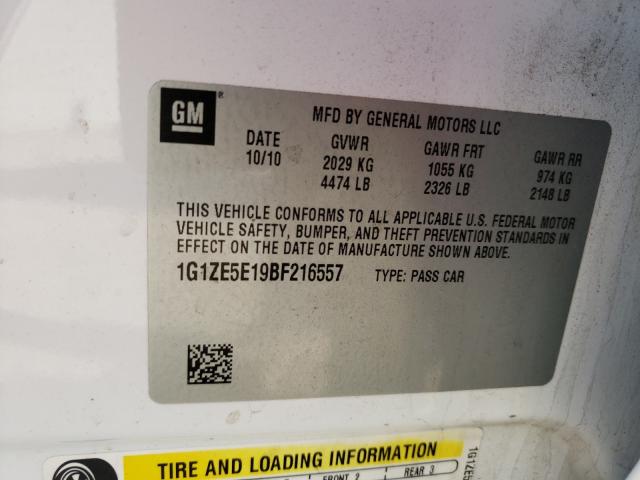 GM®
MFD BY GENERAL MOTORS LLC
DATE GVWR GAWR FRT GAWR RR
10/10 2029 KG 1055 KG 974 KG
4474 LB 2326 LB 2148 LB
THIS VEHICLE CONFORMS TO ALL APPLICABLE U.S. FEDERAL MOTOR
VEHICLE SAFETY, BUMPER, AND THEFT PREVENTION STANDARDS IN
EFFECT ON THE DATE OF MANUFACTURE SHOWN ABOVE.
1G1ZE5E19BF216557 TYPE: PASS CAR
TIRE AND LOADING INFORMATION
FRONT 2 REAR 3
1G1ZE5